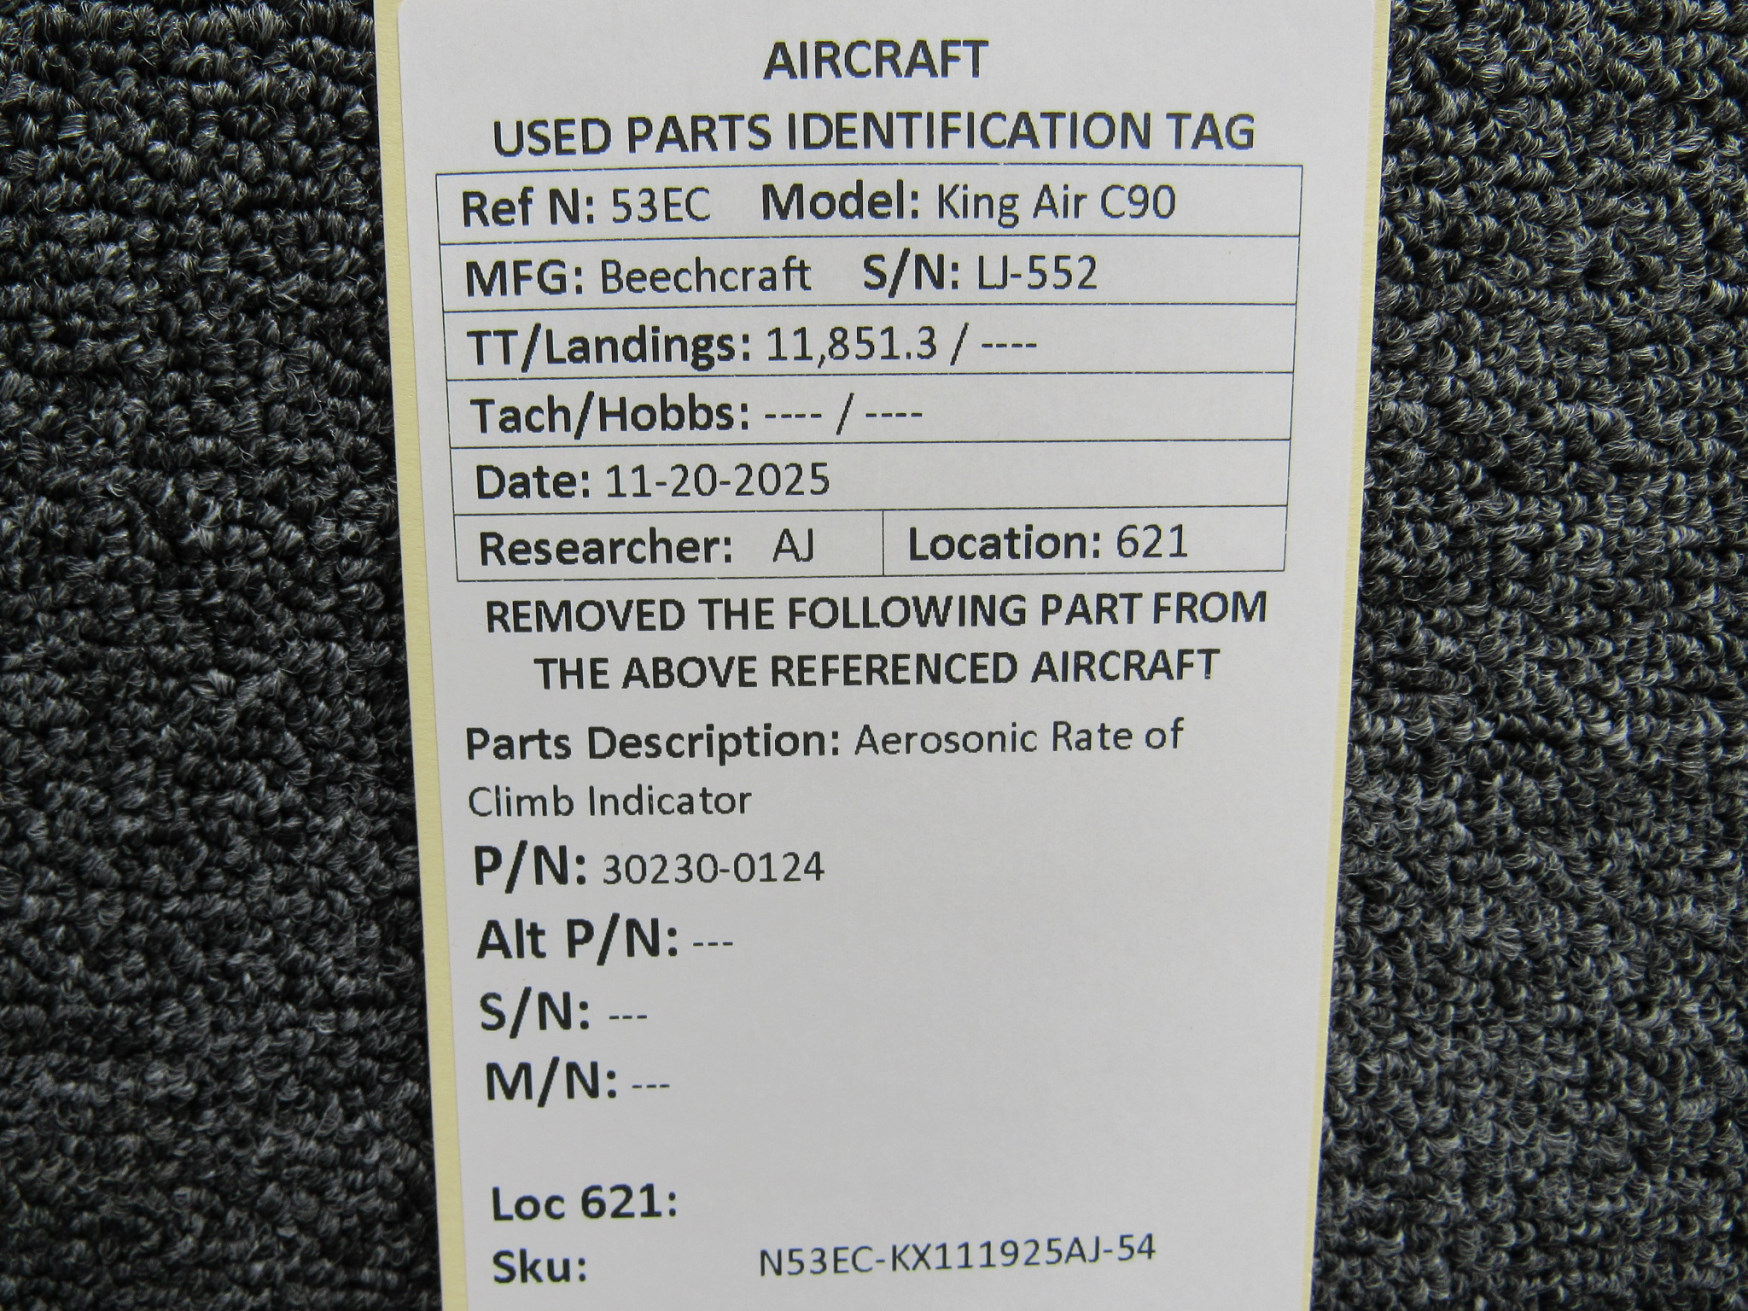 AIRCRAFT
USED PARTS IDENTIFICATION TAG
Ref N: 53EC Model: King Air C90
MFG: Beechcraft S/N: LJ-552
TT/Landings: 11,851.3 / ----
Tach/Hobbs: ---- / ----
Date: 11-20-2025
Researcher: AJ Location: 621
REMOVED THE FOLLOWING PART FROM
THE ABOVE REFERENCED AIRCRAFT
Parts Description: Aerosonic Rate of
Climb Indicator
P/N: 30230-0124
Alt P/N: ---
S/N: ---
M/N: ---
Loc 621:
Sku: N53EC-KX111925AJ-54